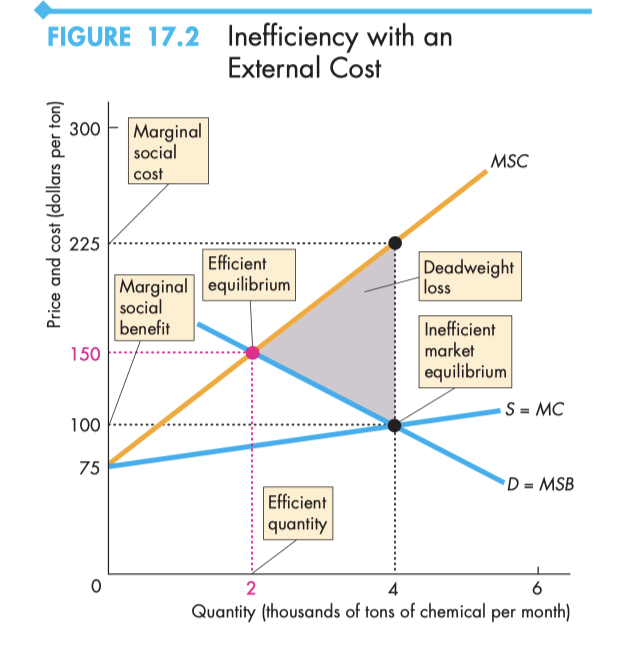 FIGURE 17.2 Inefficiency with an
External Cost
Price and cost (dollars per ton)
300
Marginal
social
cost
MSC
225
Efficient
equilibrium
Deadweight
loss
Marginal
social
benefit
Inefficient
market
equilibrium
150
100
S = MC
75
D = MSB
Efficient
quantity
0
2
4
6
Quantity (thousands of tons of chemical per month)